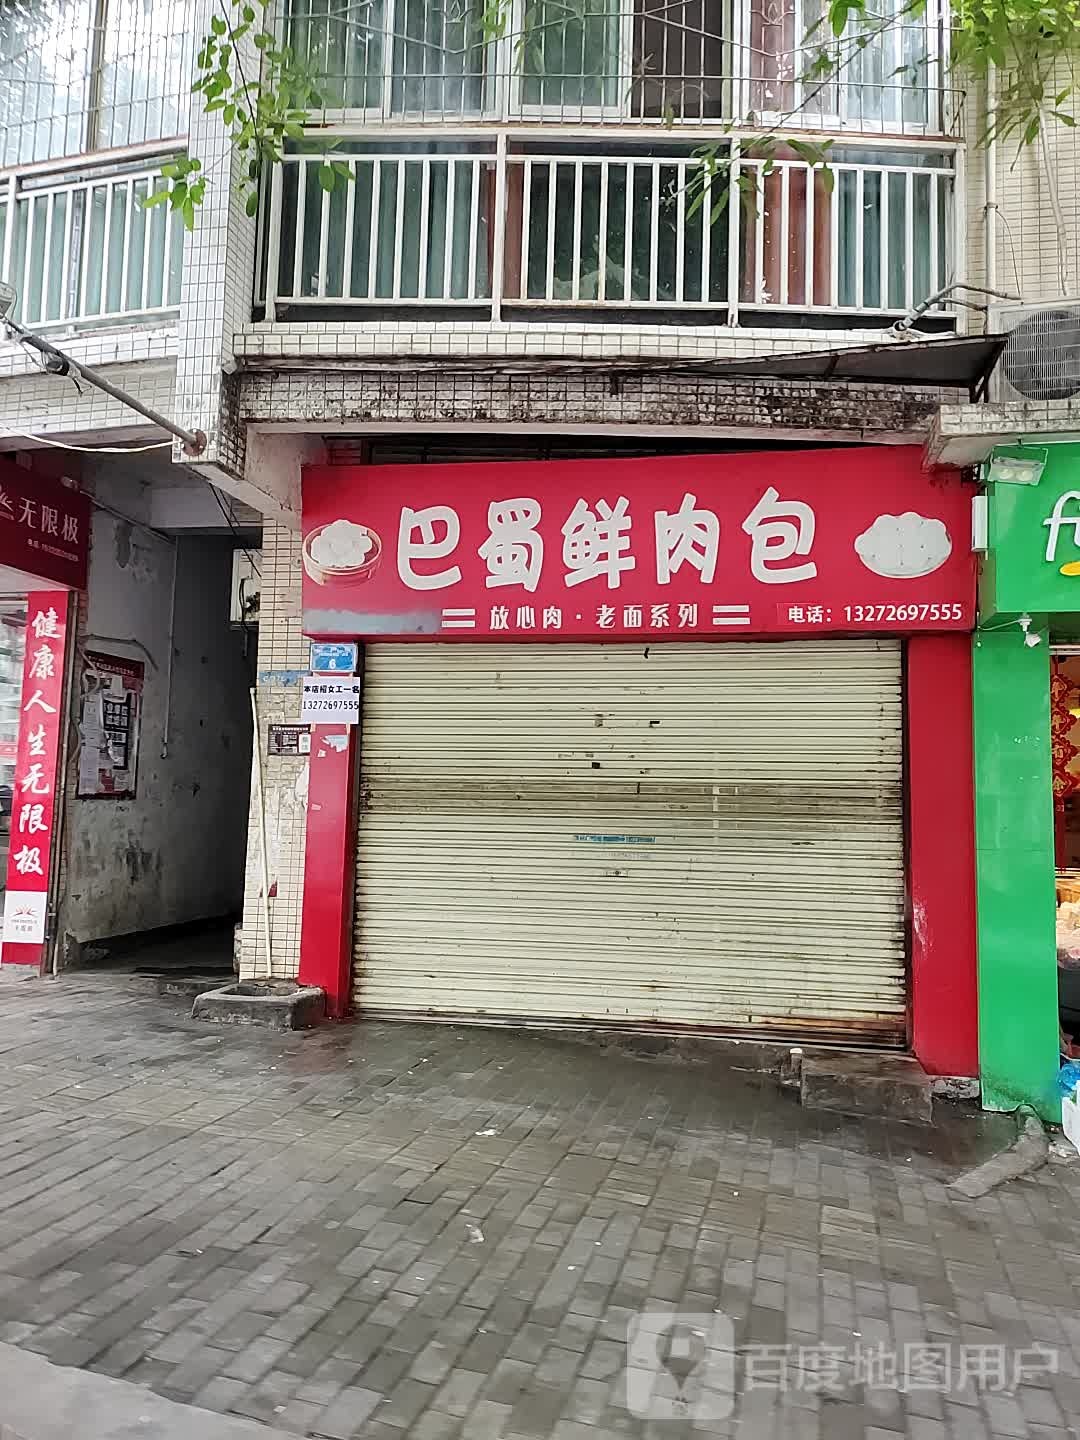 无限极
健康人生无限极
巴蜀鲜肉包
放心肉·老面系列
电话：13272697555
6
本店招女工一名
13272697555
百度地图用户